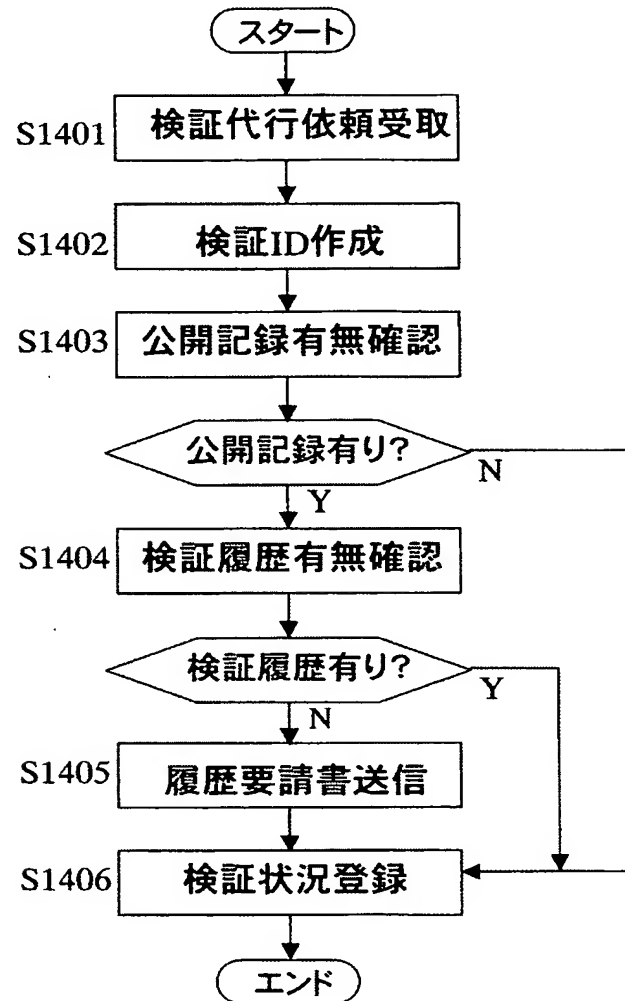 スタート
S1401
検証代行依頼受取
S1402
検証ID作成
S1403
公開記録有無確認
公開記録有り?
N
Y
S1404
検証履歴有無確認
検証履歴有り?
Y
N
S1405
履歴要請書送信
S1406
検証状況登録
エンド